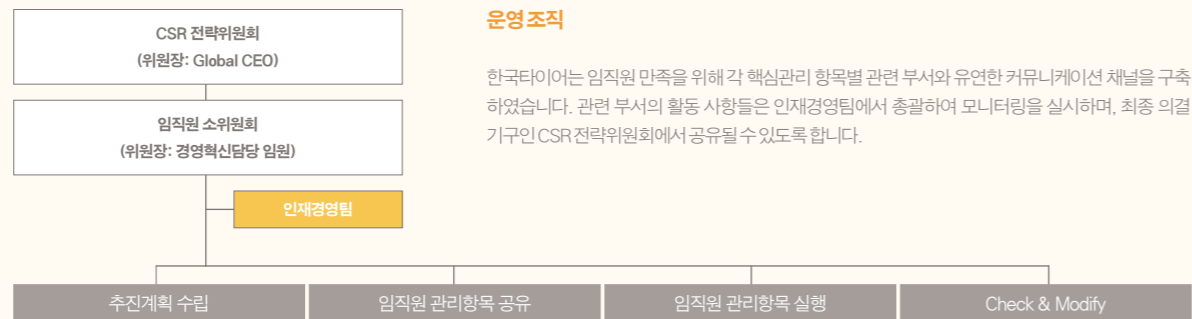 CSR 전략위원회
(위원장: Global CEO)
임직원 소위원회
(위원장: 경영혁신담당 임원)
인재경영팀
운영 조직
한국타이어는 임직원 만족을 위해 각 핵심관리 항목별 관련 부서와 유연한 커뮤니케이션 채널을 구축
하였습니다. 관련 부서의 활동 사항들은 인재경영팀에서 총괄하여 모니터링을 실시하며, 최종 의결
기구인 CSR 전략위원회에서 공유될 수 있도록 합니다.
추진계획 수립
임직원 관리항목 공유
임직원 관리항목 실행
Check & Modify